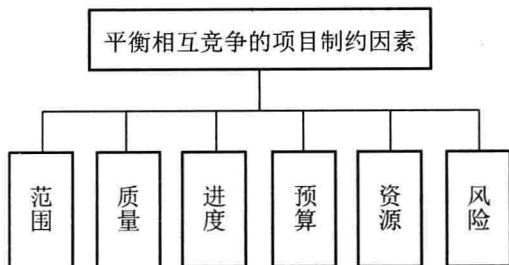 平衡相互竞争的项目制约因素
范围
质量
进度
预算
资源
风险